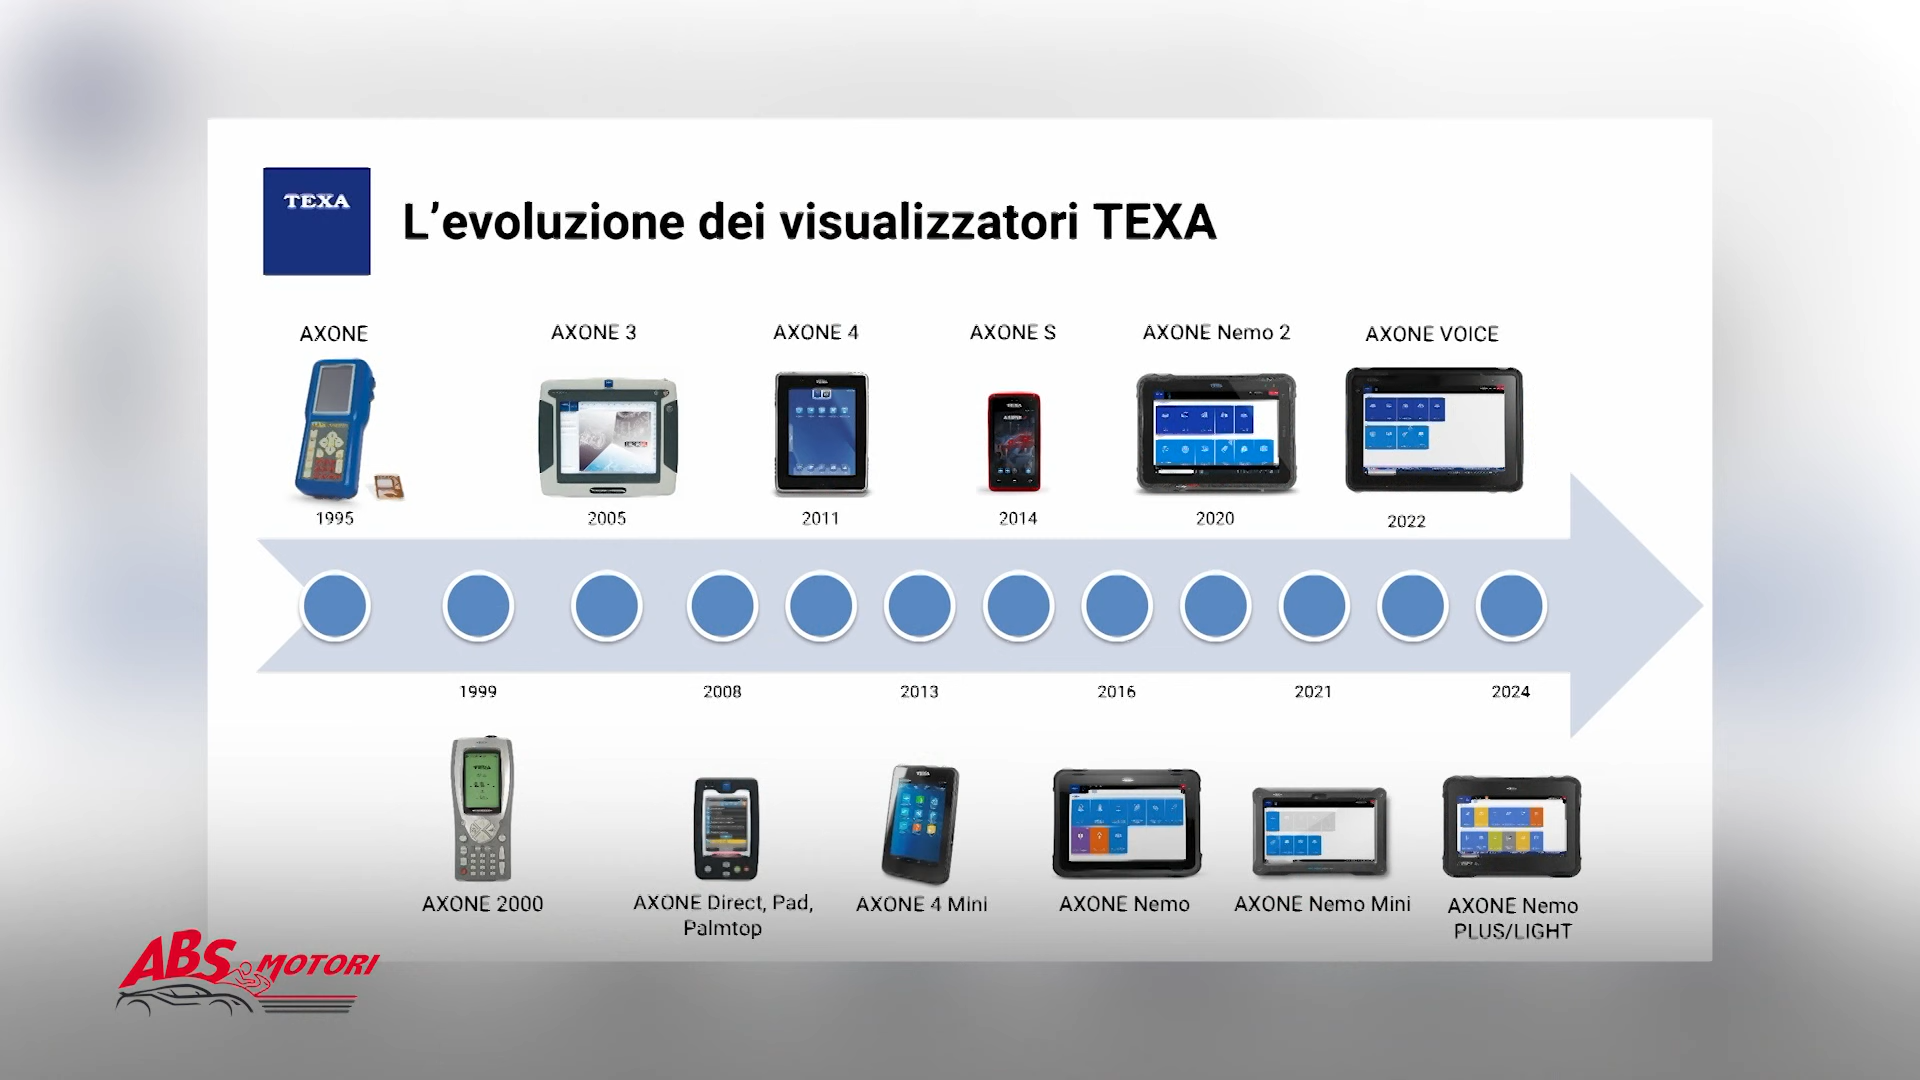 TEXA
L’evoluzione dei visualizzatori TEXA
AXONE
AXONE 3
AXONE 4
AXONE S
AXONE Nemo 2
AXONE VOICE
1995
2005
2011
2014
2020
2022
1999
2008
2013
2016
2021
2024
AXONE 2000
AXONE Direct, Pad,
Palmtop
AXONE 4 Mini
AXONE Nemo
AXONE Nemo Mini
AXONE Nemo
PLUS/LIGHT
ABS MOTORI